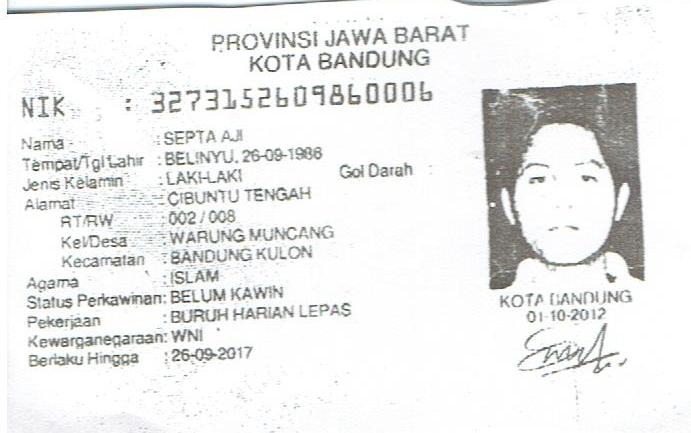 PROVINSI JAWA BARAT
KOTA BANDUNG
NIK : 3273152609860006
Nama : SEPTA AJI
Tempat/Tgl Lahir : BELINYU, 26-09-1986
Jenis Kelamin : LAKI-LAKI Gol Darah :
Alamat : CIBUNTU TENGAH
RT/RW : 002 / 008
Kel/Desa : WARUNG MUNCANG
Kecamatan : BANDUNG KULON
Agama : ISLAM
Status Perkawinan: BELUM KAWIN
Pekerjaan : BURUH HARIAN LEPAS
Kewarganegaraan: WNI
Berlaku Hingga : 26-09-2017
KOTA BANDUNG
01-10-2012